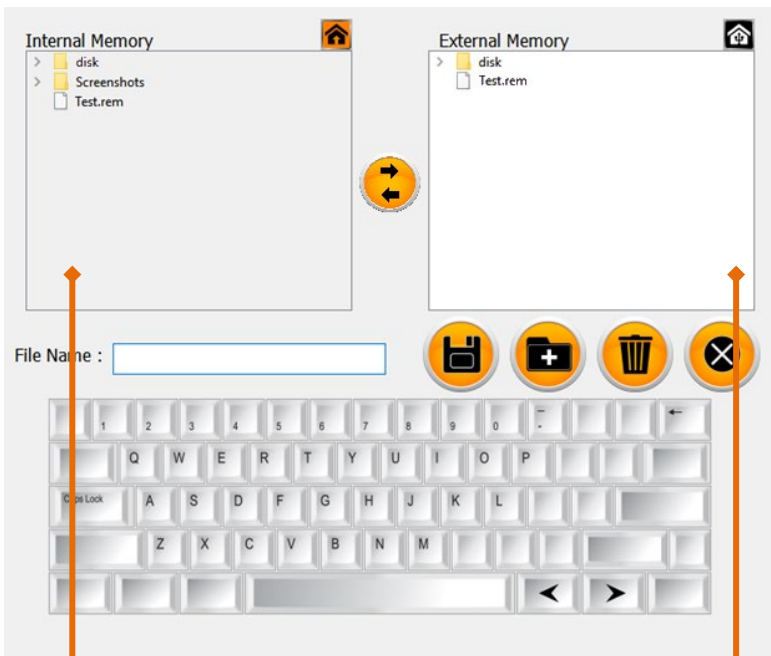 Internal Memory
disk
Screenshots
Test.rem
External Memory
disk
Test.rem
File Name :
1 2 3 4 5 6 7 8 9 0 - -
Q W E R T Y U I O P
Caps Lock A S D F G H J K L
Z X C V B N M